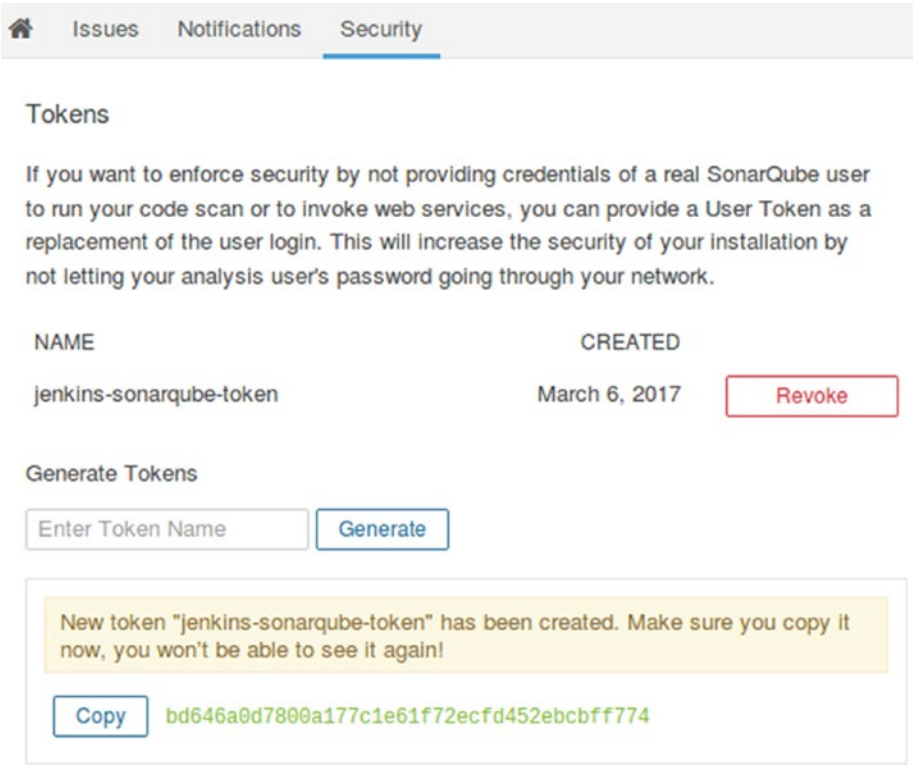 Issues Notifications Security
Tokens
If you want to enforce security by not providing credentials of a real SonarQube user
to run your code scan or to invoke web services, you can provide a User Token as a
replacement of the user login. This will increase the security of your installation by
not letting your analysis user's password going through your network.
NAME CREATED
jenkins-sonarqube-token March 6, 2017 Revoke
Generate Tokens
Enter Token Name Generate
New token "jenkins-sonarqube-token" has been created. Make sure you copy it
now, you won't be able to see it again!
Copy bd646a0d7800a177c1e61f72ecfd452ebcbff774